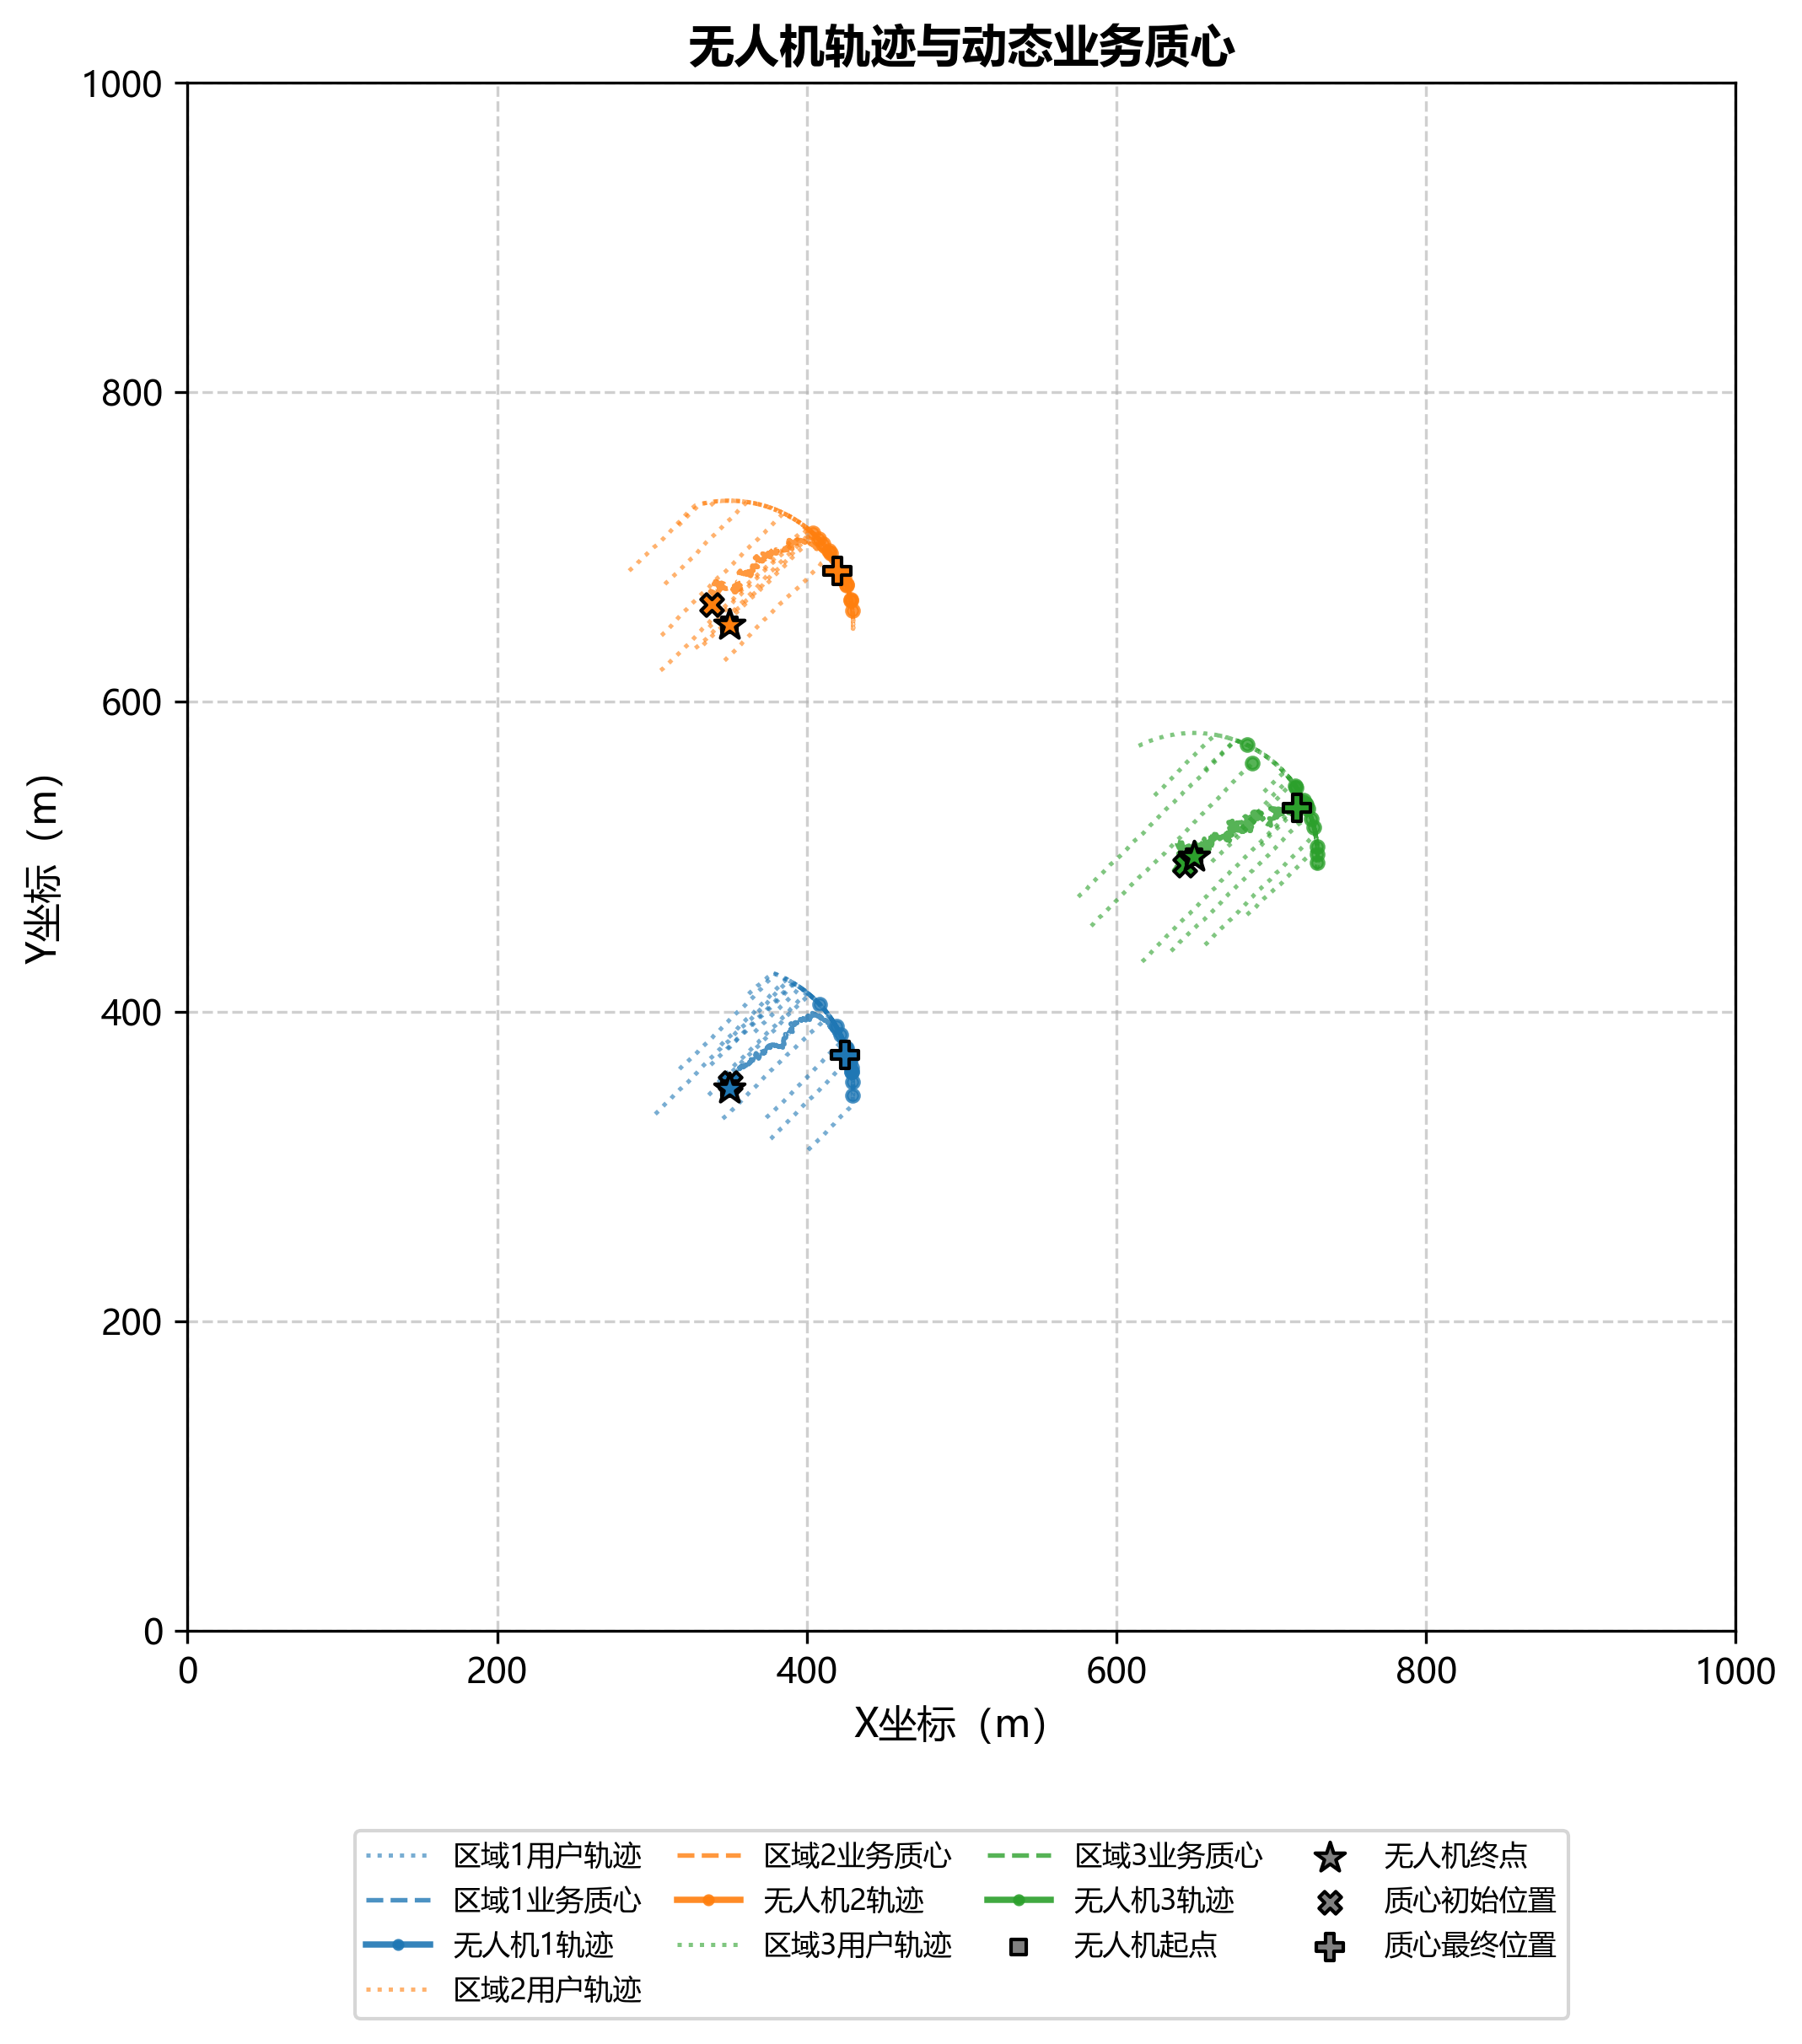 无人机轨迹与动态业务质心
1000
800
600
400
200
0
Y坐标（m）
0 200 400 600 800 1000
X坐标（m）
区域1用户轨迹 区域2业务质心 区域3业务质心 无人机终点
区域1业务质心 无人机2轨迹 无人机3轨迹 质心初始位置
无人机1轨迹 区域3用户轨迹 无人机起点 质心最终位置
区域2用户轨迹